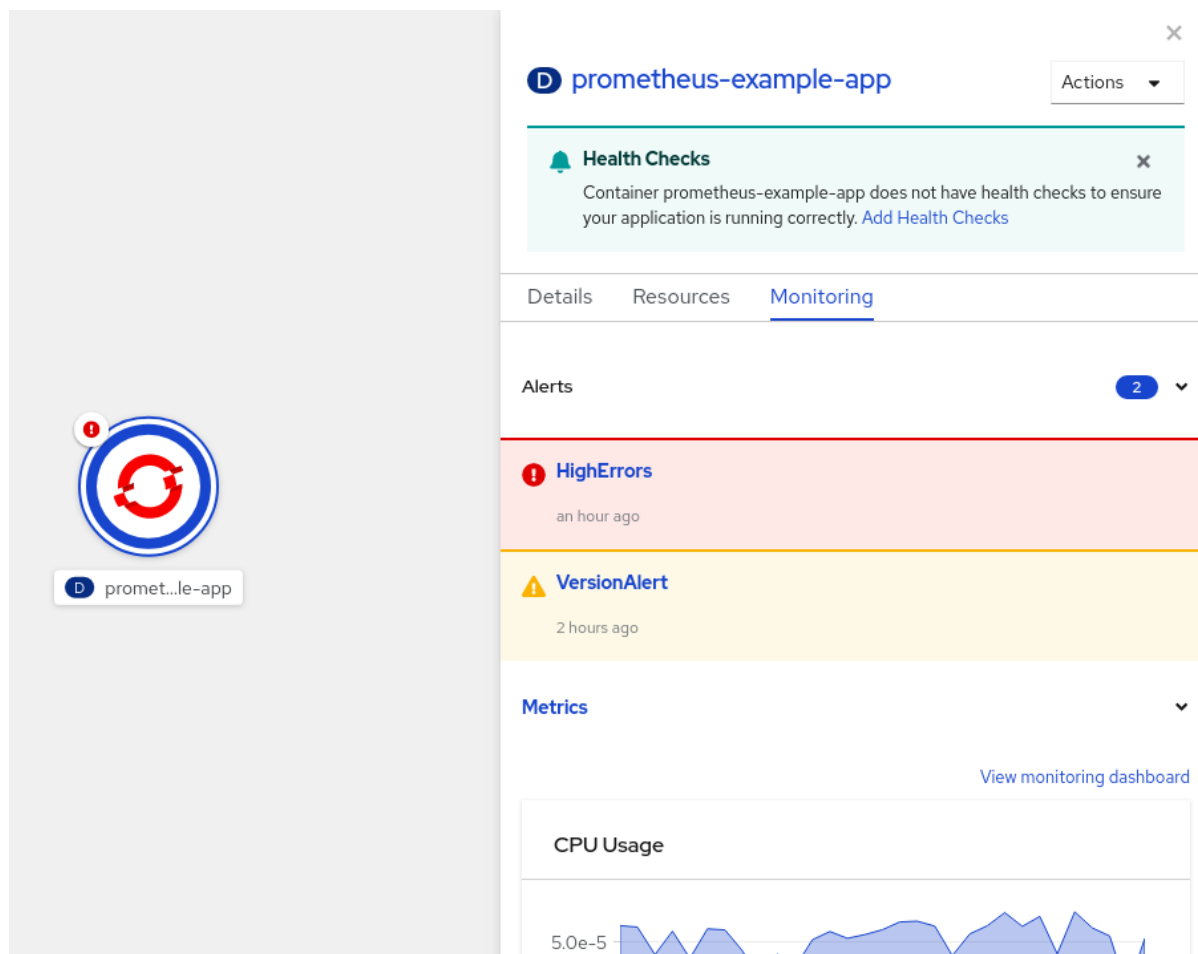 D prometheus-example-app
Actions
Health Checks
Container prometheus-example-app does not have health checks to ensure
your application is running correctly. Add Health Checks
Details Resources Monitoring
Alerts 2
HighErrors
an hour ago
VersionAlert
2 hours ago
D promet...le-app
Metrics
View monitoring dashboard
CPU Usage
5.0e-5